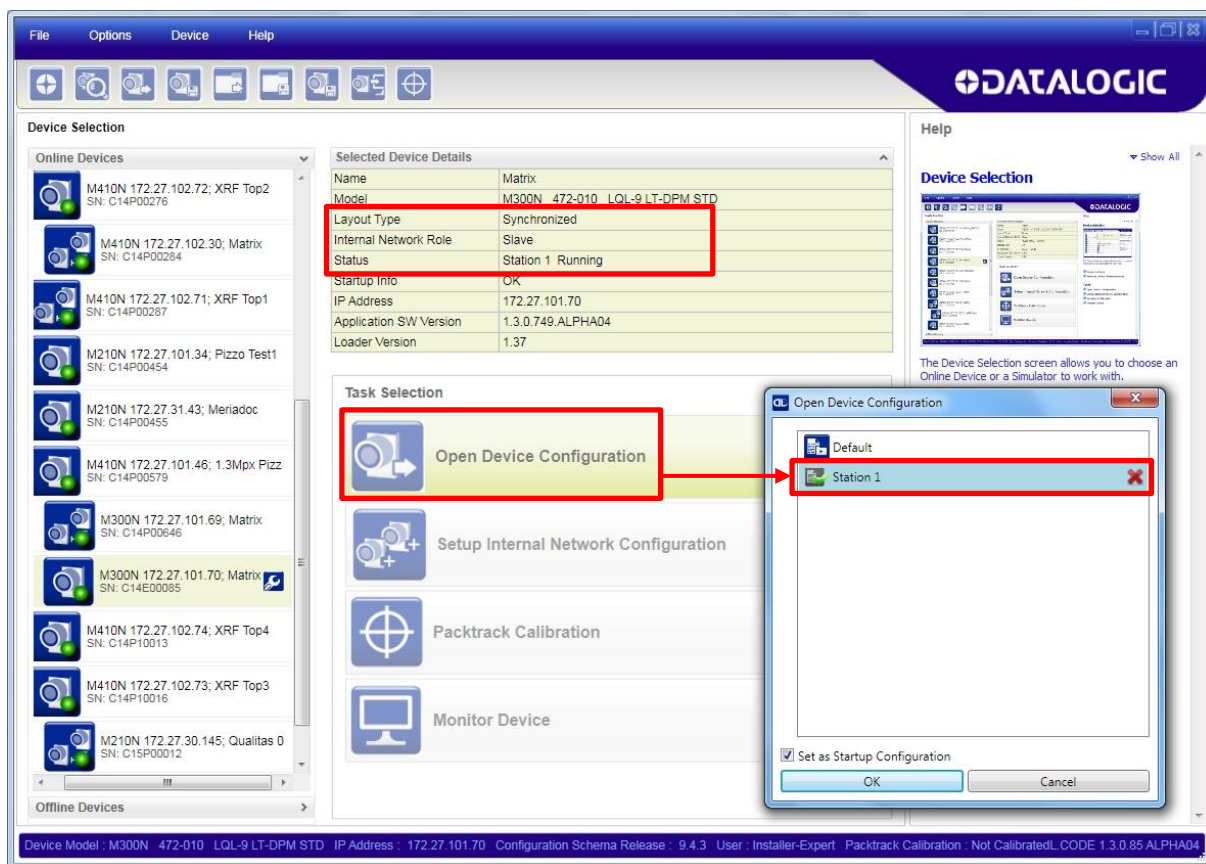 File Options Device Help
DATALOGIC
Device Selection
Online Devices
M410N 172.27.102.72; XRF Top2
SN: C14P00276
M410N 172.27.102.30; Matrix
SN: C14P00284
M410N 172.27.102.71; XRF Top1
SN: C14P00287
M210N 172.27.101.34; Pizzo Test1
SN: C14P00454
M210N 172.27.31.43; Meriadoc
SN: C14P00455
M410N 172.27.101.46; 1.3Mpx Pizz
SN: C14P00579
M300N 172.27.101.69; Matrix
SN: C14P00646
M300N 172.27.101.70; Matrix
SN: C14E00085
M410N 172.27.102.74; XRF Top4
SN: C14P10013
M410N 172.27.102.73; XRF Top3
SN: C14P10016
M210N 172.27.30.145; Qualitas 0
SN: C15P00012
Offline Devices
Selected Device Details
Name Matrix
Model M300N 472-010 LQL-9 LT-DPM STD
Layout Type Synchronized
Internal Network Role Slave
Status Station 1 Running
Startup Info OK
IP Address 172.27.101.70
Application SW Version 1.3.0.749.ALPHA04
Loader Version 1.37
Task Selection
Open Device Configuration
Setup Internal Network Configuration
Packtrack Calibration
Monitor Device
Help
Show All
Device Selection
The Device Selection screen allows you to choose an
Online Device or a Simulator to work with.
Open Device Configuration
Default
Station 1
Set as Startup Configuration
OK Cancel
Device Model : M300N 472-010 LQL-9 LT-DPM STD IP Address : 172.27.101.70 Configuration Schema Release : 9.4.3 User : Installer-Expert Packtrack Calibration : Not CalibratedL.CODE 1.3.0.85 ALPHA04